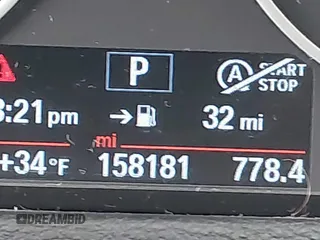 P
START
STOP
:21 pm
32 mi
mi
+34°F 158181 778.4
DREAMBID